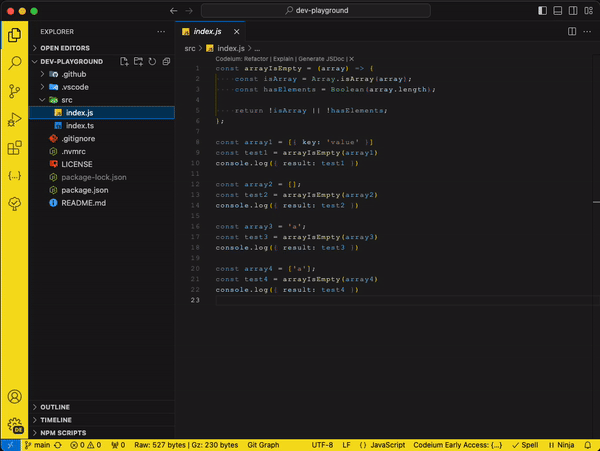 dev-playground
EXPLORER
OPEN EDITORS
DEV-PLAYGROUND
.github
.vscode
src
index.js
index.ts
.gitignore
.nvmrc
LICENSE
package-lock.json
package.json
README.md
OUTLINE
TIMELINE
NPM SCRIPTS
index.js
src > index.js > ...
Codeium: Refactor | Explain | Generate JSDoc | X
1 const arrayIsEmpty = (array) => {
2 const isArray = Array.isArray(array);
3 const hasElements = Boolean(array.length);
4
5 return !isArray || !hasElements;
6 };
7
8 const array1 = [{ key: 'value' }]
9 const test1 = arrayIsEmpty(array1)
10 console.log({ result: test1 })
11
12 const array2 = [];
13 const test2 = arrayIsEmpty(array2)
14 console.log({ result: test2 })
15
16 const array3 = 'a';
17 const test3 = arrayIsEmpty(array3)
18 console.log({ result: test3 })
19
20 const array4 = ['a'];
21 const test4 = arrayIsEmpty(array4)
22 console.log({ result: test4 })
23
DE
main 0 0 0 Raw: 527 bytes | Gz: 230 bytes Git Graph UTF-8 LF JavaScript Codeium Early Access: {...} Spell Ninja